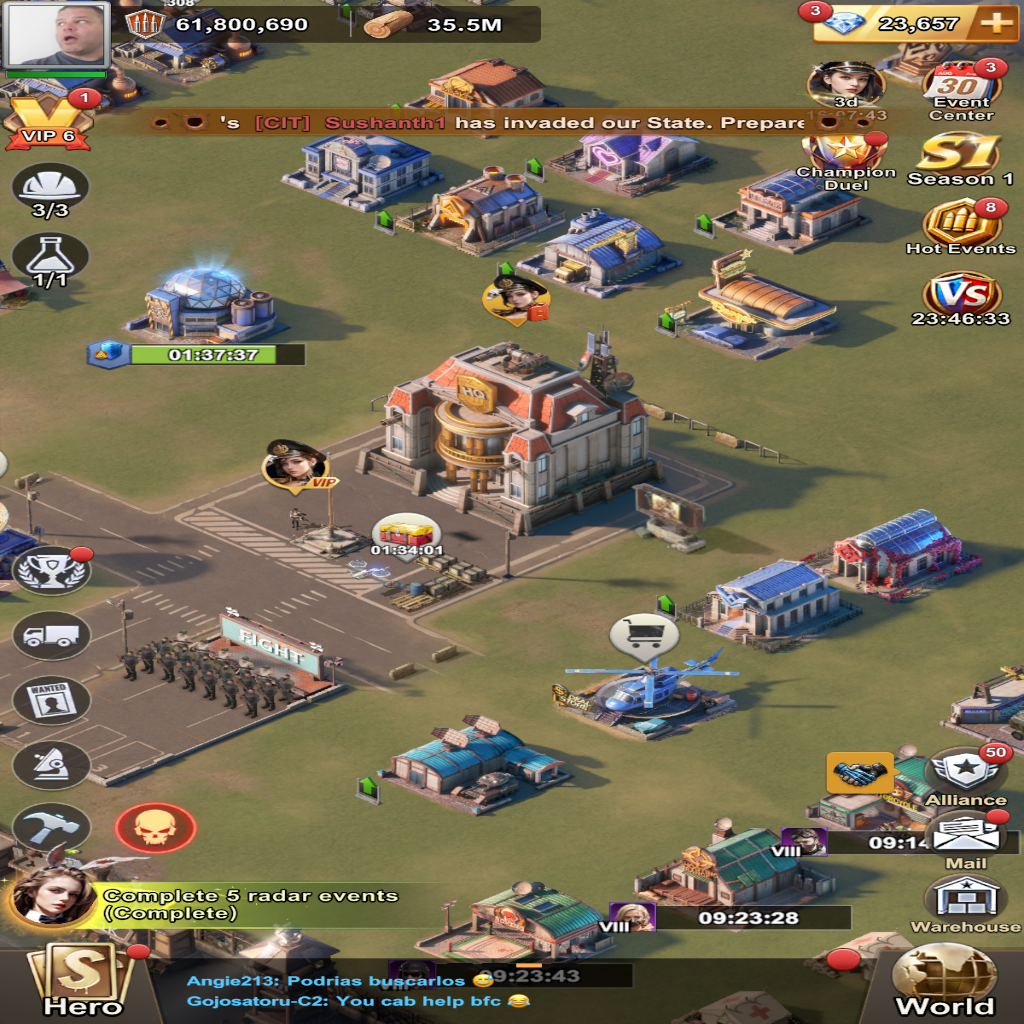 308
61,800,690
35.5M
3
23,657
1
VIP 6
3d
3
AUG
30
Event
Center
's [CIT] Sushanth1 has invaded our State. Prepare
Champion
Duel
S1
Season 1
3/3
8
Hot Events
1/1
VS
23:46:33
01:37:37
HQ
VIP
01:34:01
FIGHT
WANTED
DEAL
STORE
50
Alliance
VIII
09:14
Mail
Complete 5 radar events
(Complete)
VIII
09:23:28
Warehouse
09:23:43
Angie213: Podrias buscarlos 😅
Gojosatoru-C2: You cab help bfc 😂
S
Hero
World